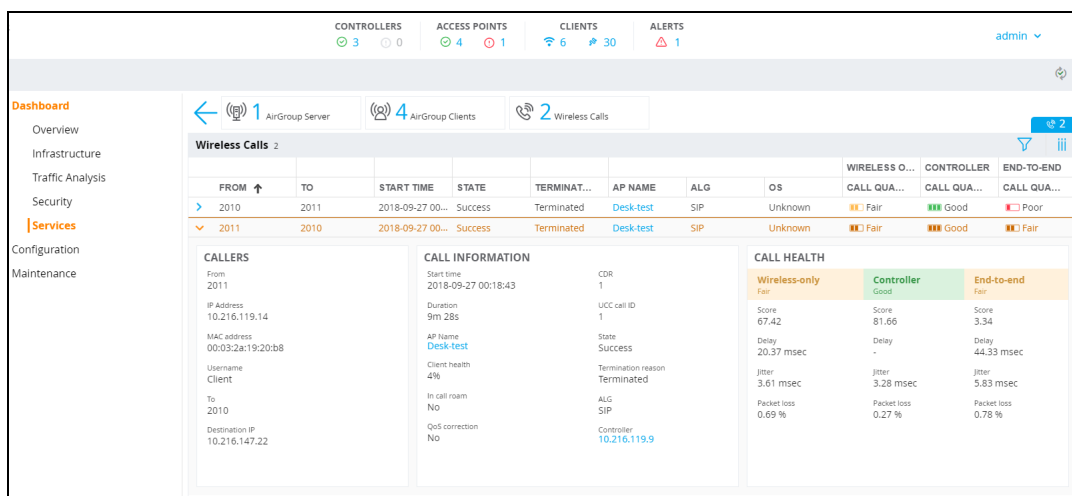 CONTROLLERS ACCESS POINTS CLIENTS ALERTS
3 0 4 1 6 30 1 admin
Dashboard
Overview
Infrastructure
Traffic Analysis
Security
Services
Configuration
Maintenance
1 AirGroup Server 4 AirGroup Clients 2 Wireless Calls
2
Wireless Calls 2
WIRELESS O... CONTROLLER END-TO-END
FROM TO START TIME STATE TERMINAT... AP NAME ALG OS CALL QUA... CALL QUA... CALL QUA...
2010 2011 2018-09-27 00... Success Terminated Desk-test SIP Unknown Fair Good Poor
2011 2010 2018-09-27 00... Success Terminated Desk-test SIP Unknown Fair Good Fair
CALLERS
From
2011
IP Address
10.216.119.14
MAC address
00:03:2a:19:20:b8
Username
Client
To
2010
Destination IP
10.216.147.22
CALL INFORMATION
Start time CDR
2018-09-27 00:18:43 1
Duration UCC call ID
9m 28s 1
AP Name State
Desk-test Success
Client health Termination reason
4% Terminated
In call roam ALG
No SIP
QoS correction Controller
No 10.216.119.9
CALL HEALTH
Wireless-only Controller End-to-end
Fair Good Fair
Score Score Score
67.42 81.66 3.34
Delay Delay Delay
20.37 msec - 44.33 msec
Jitter Jitter Jitter
3.61 msec 3.28 msec 5.83 msec
Packet loss Packet loss Packet loss
0.69 % 0.27 % 0.78 %